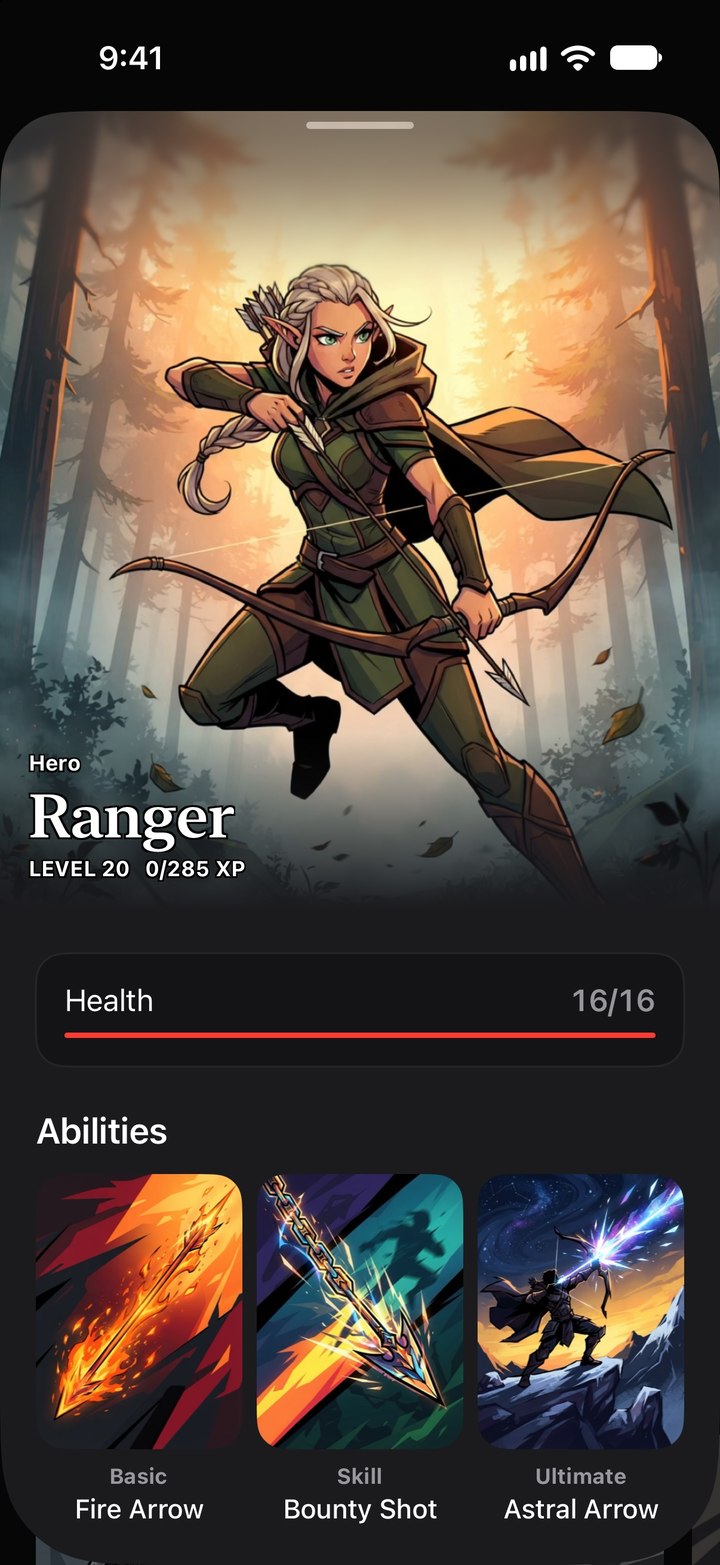 9:41
Hero
Ranger
LEVEL 20 0/285 XP
Health 16/16
Abilities
Basic Skill Ultimate
Fire Arrow Bounty Shot Astral Arrow